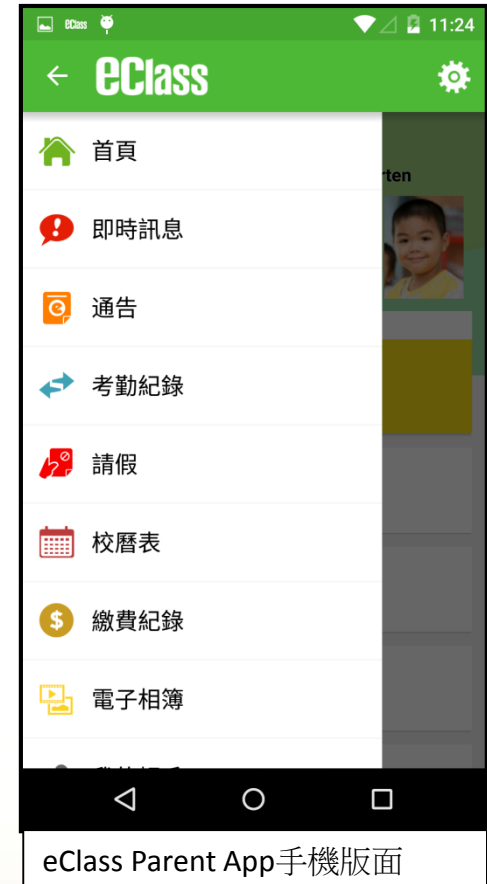 eClass 11:24
eClass
首頁
rten
即時訊息
通告
考勤紀錄
請假
校曆表
繳費紀錄
電子相簿
eClass Parent App手機版面